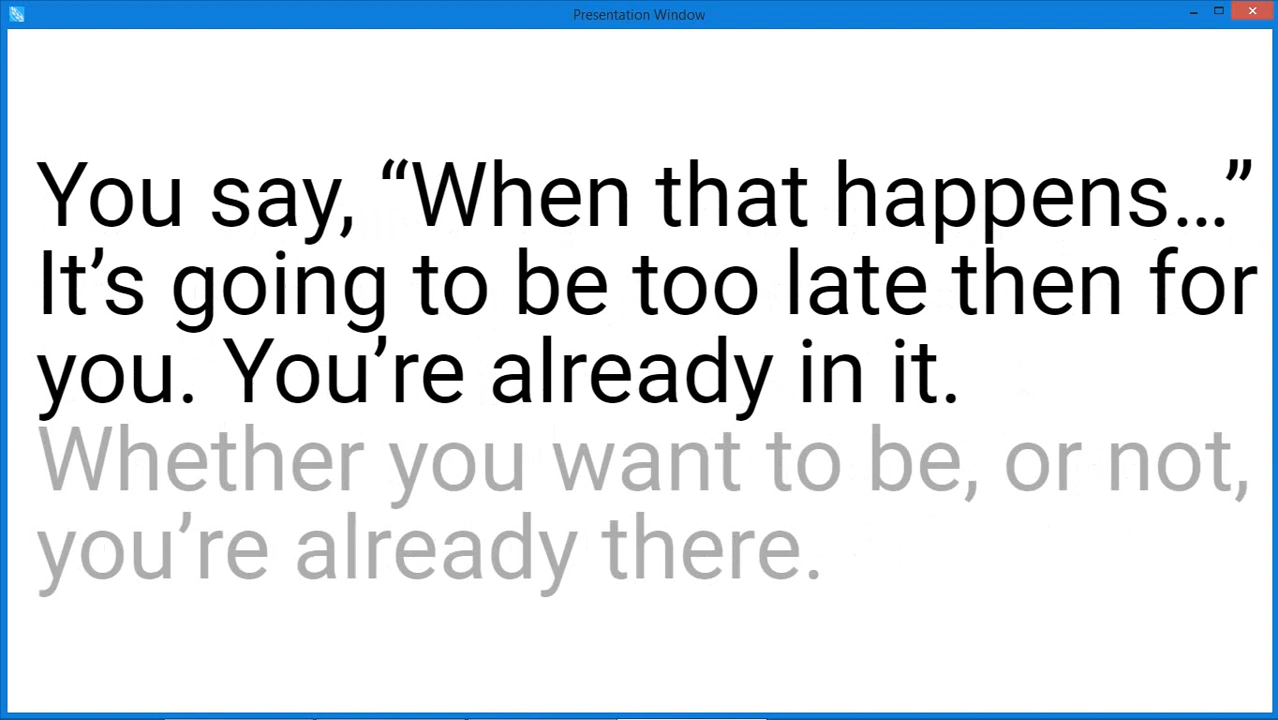 Presentation Window
You say, “When that happens...”
It’s going to be too late then for
you. You’re already in it.
Whether you want to be, or not,
you’re already there.